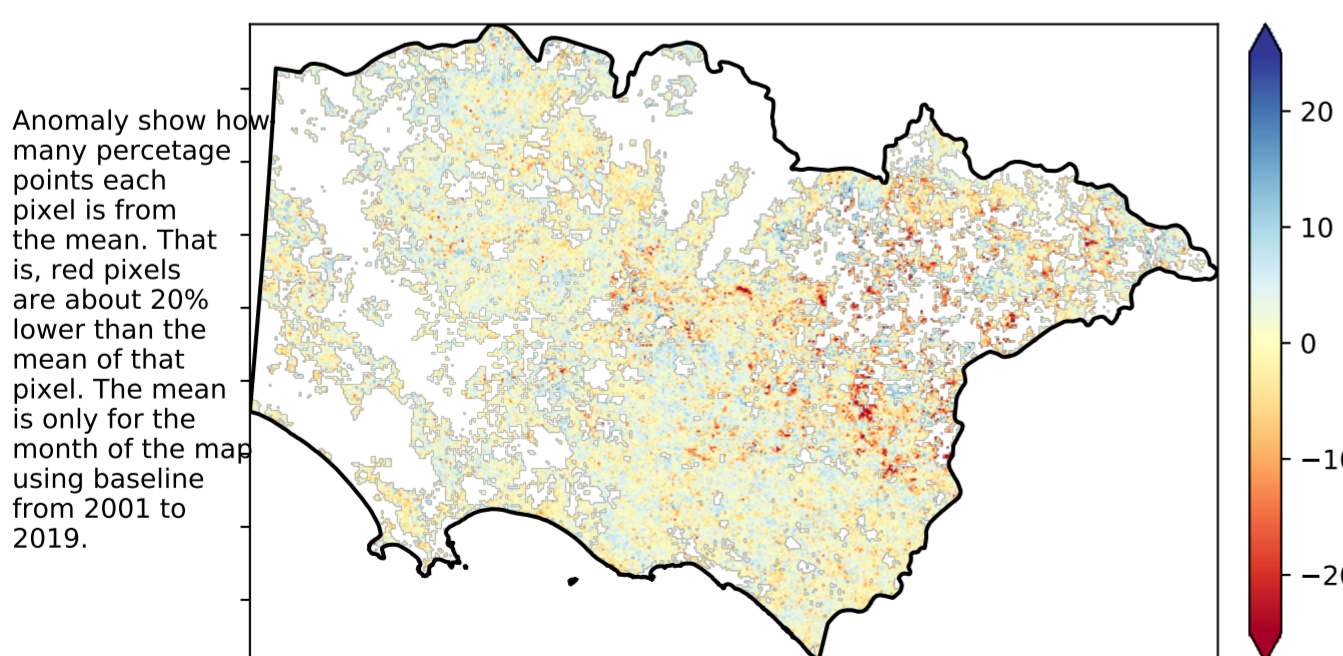 Anomaly show how
many percetage
points each
pixel is from
the mean. That
is, red pixels
are about 20%
lower than the
mean of that
pixel. The mean
is only for the
month of the map
using baseline
from 2001 to
2019.
20
10
0
−10
−20